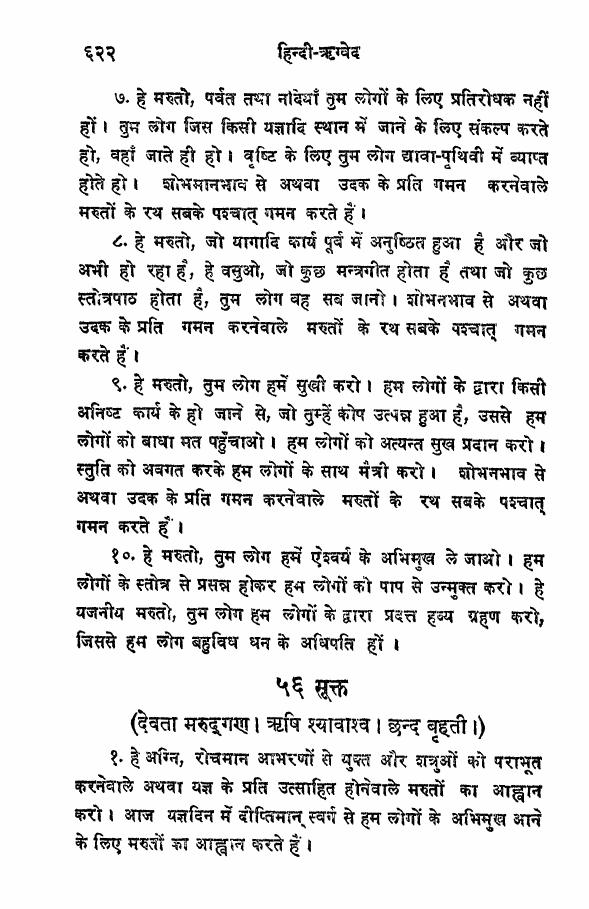 ६२२ हिन्दी-ऋग्वेद
७. हे मरुतो, पर्वत तथा नदियाँ तुम लोगों के लिए प्रतिरोधक नहीं
हों। तुम लोग जिस किसी यज्ञादि स्थान में जाने के लिए संकल्प करते
हो, वहाँ जाते ही हो। वृष्टि के लिए तुम लोग द्यावा-पृथिवी में व्याप्त
होते हो। शोभमानभाव से अथवा उदक के प्रति गमन करनेवाले
मरुतों के रथ सबके पश्चात् गमन करते हैं।
८. हे मरुतो, जो यागादि कार्य पूर्व में अनुष्ठित हुआ है और जो
अभी हो रहा है, हे वसुओ, जो कुछ मन्त्रगीत होता है तथा जो कुछ
स्तोत्रपाठ होता है, तुम लोग वह सब जानो। शोभनभाव से अथवा
उदक के प्रति गमन करनेवाले मरुतों के रथ सबके पश्चात् गमन
करते हैं।
९. हे मरुतो, तुम लोग हमें सुखी करो। हम लोगों के द्वारा किसी
अनिष्ट कार्य के हो जाने से, जो तुम्हें कोप उत्पन्न हुआ है, उससे हम
लोगों को बाधा मत पहुँचाओ। हम लोगों को अत्यन्त सुख प्रदान करो।
स्तुति को अवगत करके हम लोगों के साथ मैत्री करो। शोभनभाव से
अथवा उदक के प्रति गमन करनेवाले मरुतों के रथ सबके पश्चात्
गमन करते हैं।
१०. हे मरुतो, तुम लोग हमें ऐश्वर्य के अभिमुख ले जाओ। हम
लोगों के स्तोत्र से प्रसन्न होकर हम लोगों को पाप से उन्मुक्त करो। हे
यजनीय मरुतो, तुम लोग हम लोगों के द्वारा प्रदत्त हव्य ग्रहण करो,
जिससे हम लोग बहुविध धन के अधिपति हों ।
५६ सूक्त
(देवता मरुद्गण। ऋषि श्यावाश्व। छन्द बृहती।)
१. हे अग्नि, रोचमान आभरणों से युक्त और शत्रुओं को पराभूत
करनेवाले अथवा यज्ञ के प्रति उत्साहित होनेवाले मरुतों का आह्वान
करो। आज यज्ञदिन में दीप्तिमान् स्वर्ग से हम लोगों के अभिमुख आने
के लिए मरुतों का आह्वान करते हैं।